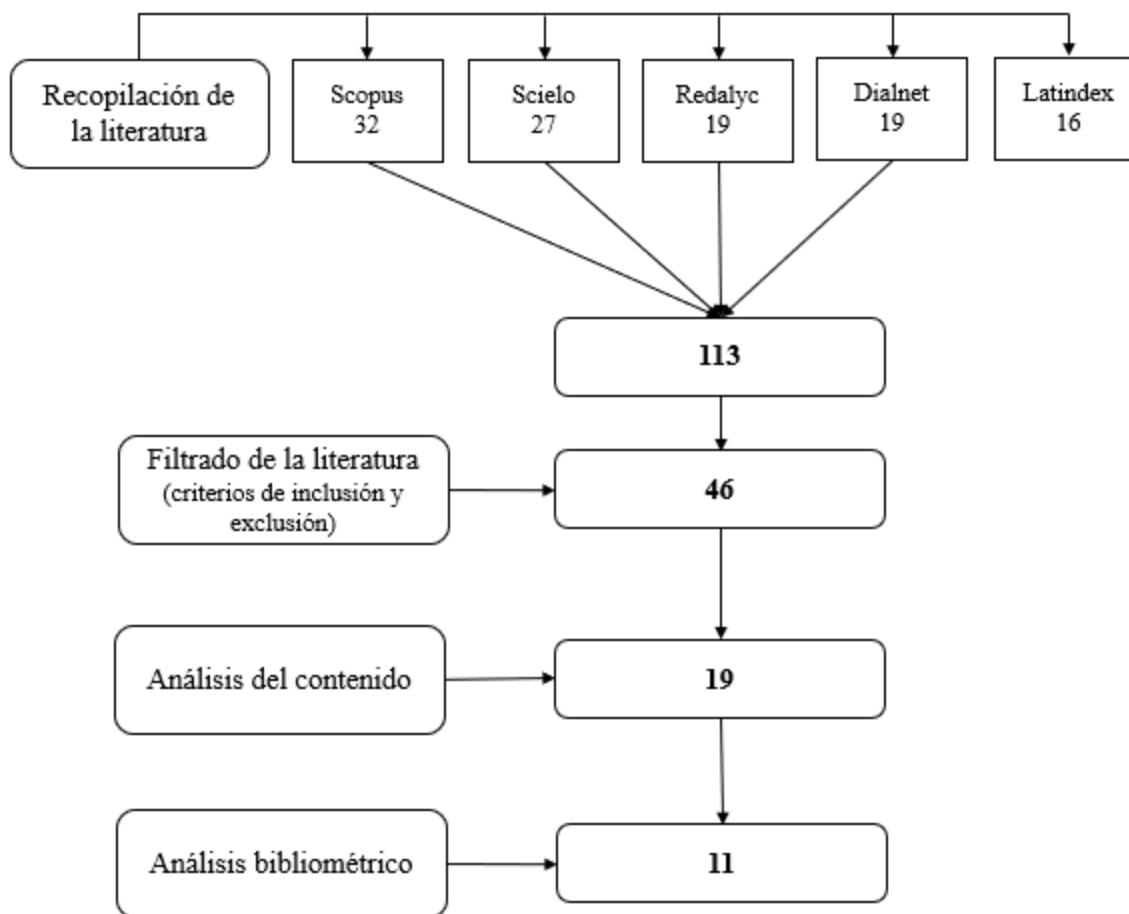 Recopilación de
la literatura
Scopus
32
Scielo
27
Redalyc
19
Dialnet
19
Latindex
16
113
Filtrado de la literatura
(criterios de inclusión y
exclusión)
46
Análisis del contenido
19
Análisis bibliométrico
11